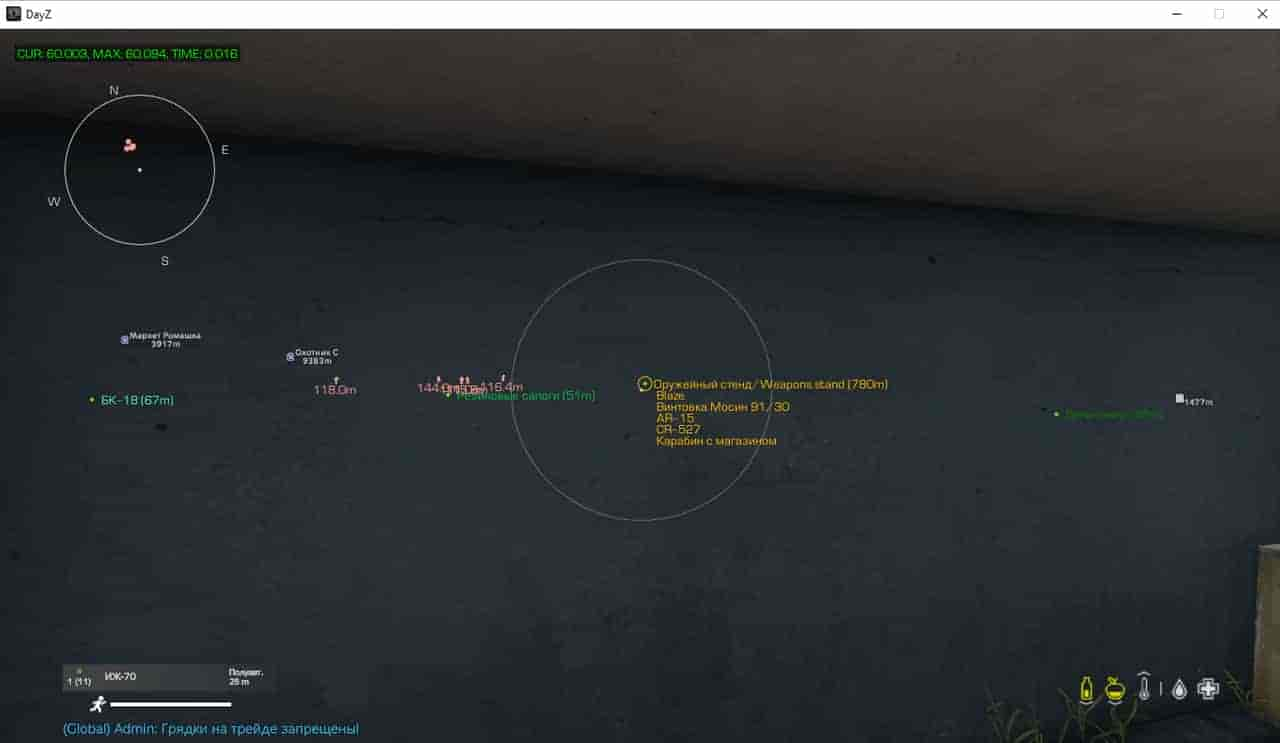 DayZ
CUR: 60.003, MAX: 60.094, TIME: 0.016
N
E
W
S
Маркет Ромашка
3917m
Охотник С
9383m
118.0m
116.4m
Резиновые сапоги (51m)
БК-18 (67m)
Оружейный стенд/Weapons.stand (780m)
Blaze
Винтовка Мосин 91/30
AR-15
CR-527
Карабин с магазином
1477m
1 (11)
ИЖ-70
Полуавт.
25 m
(Global) Admin: Грядки на трейде запрещены!